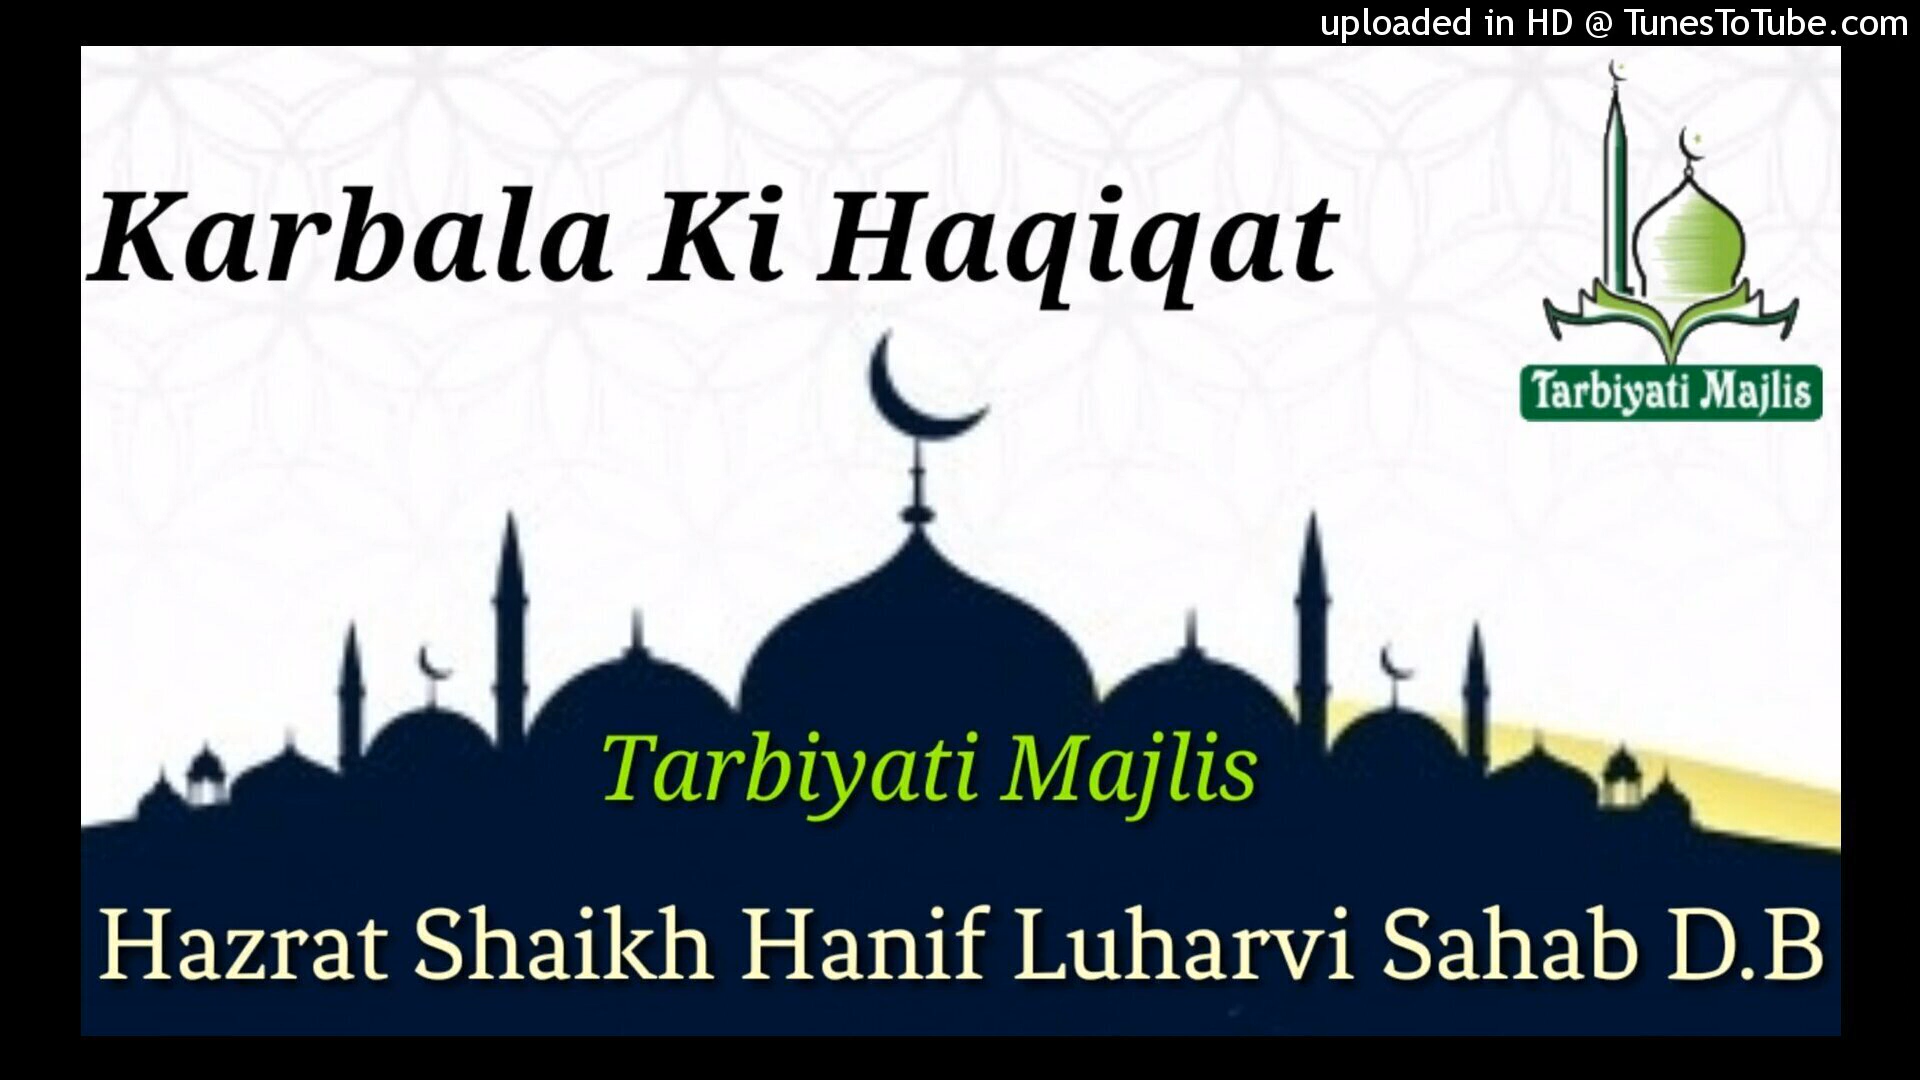 uploaded in HD @ TunesToTube.com
Karbala Ki Haqiqat
Tarbiyati Majlis
Tarbiyati Majlis
Hazrat Shaikh Hanif Luharvi Sahab D.B